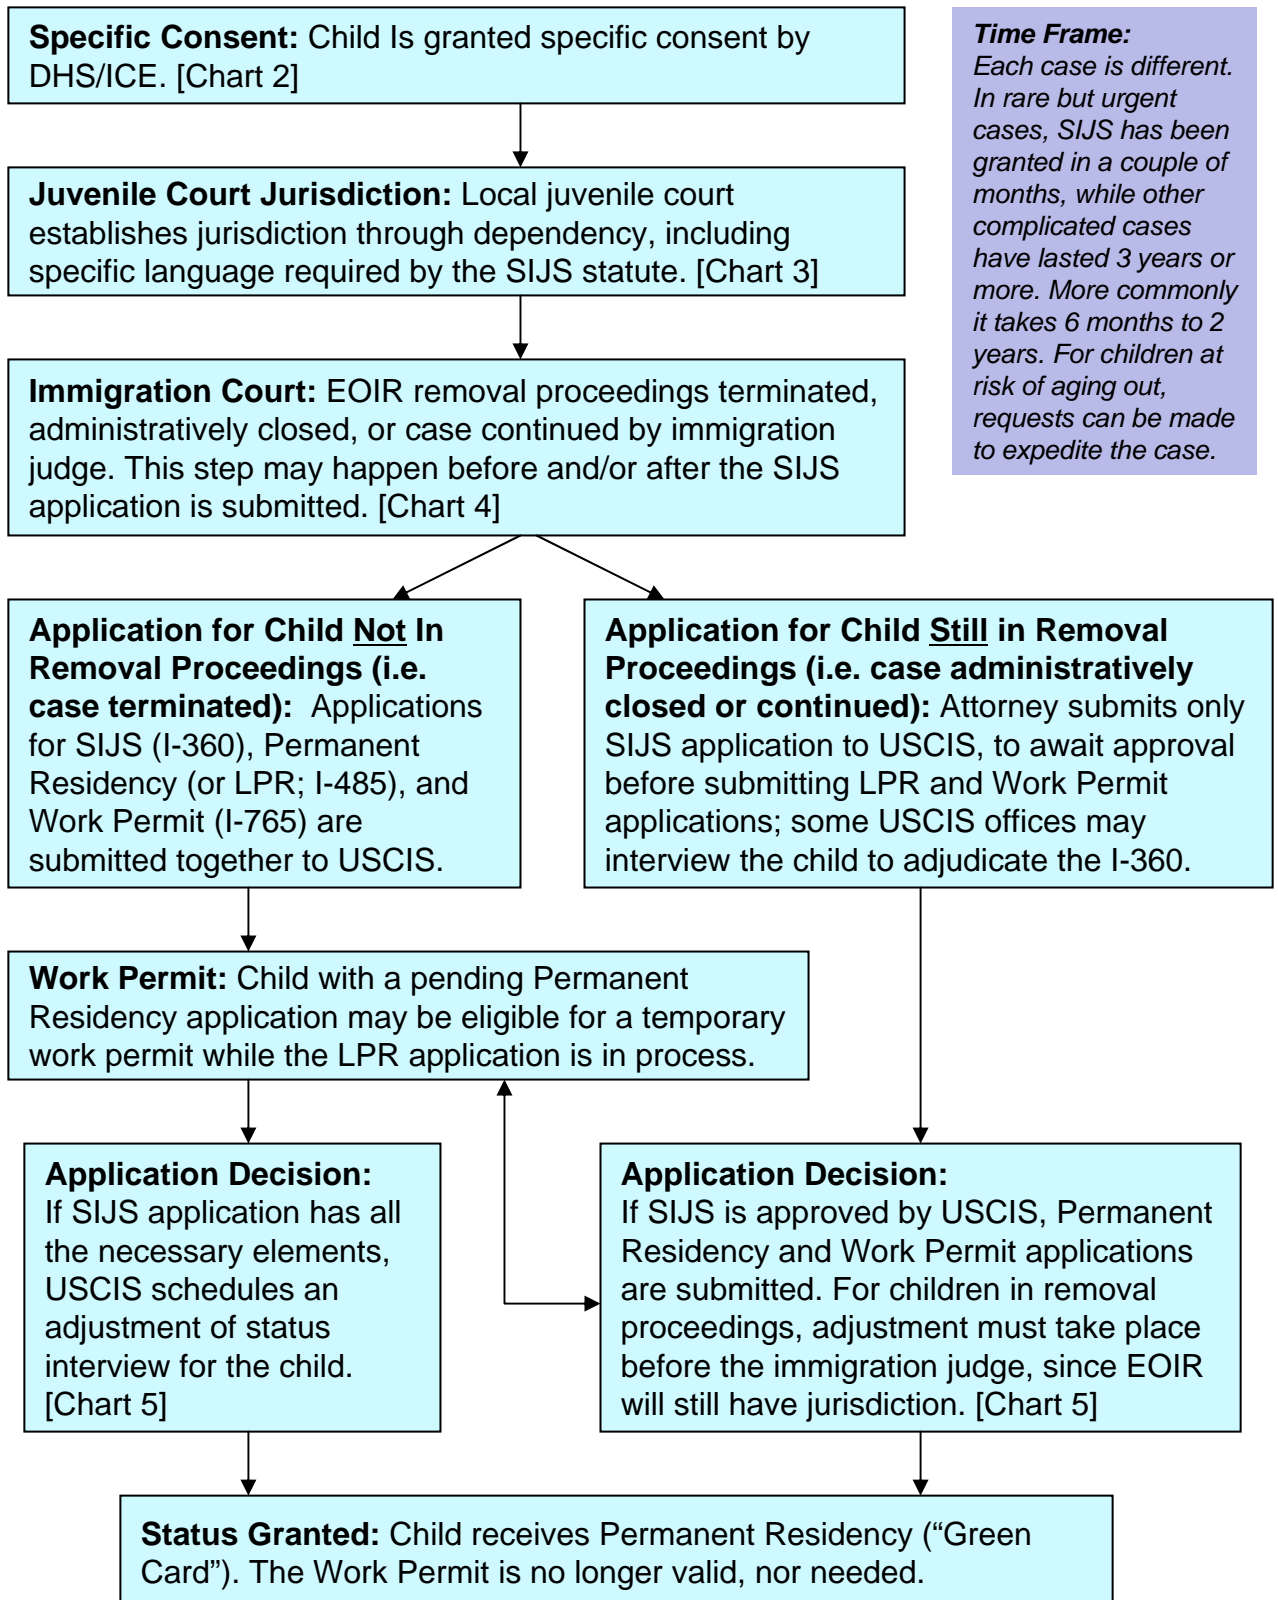 Specific Consent: Child Is granted specific consent by
DHS/ICE. [Chart 2]
Time Frame:
Each case is different.
In rare but urgent
cases, SIJS has been
granted in a couple of
months, while other
complicated cases
have lasted 3 years or
more. More commonly
it takes 6 months to 2
years. For children at
risk of aging out,
requests can be made
to expedite the case.
Juvenile Court Jurisdiction: Local juvenile court
establishes jurisdiction through dependency, including
specific language required by the SIJS statute. [Chart 3]
Immigration Court: EOIR removal proceedings terminated,
administratively closed, or case continued by immigration
judge. This step may happen before and/or after the SIJS
application is submitted. [Chart 4]
Application for Child Not In
Removal Proceedings (i.e.
case terminated): Applications
for SIJS (I-360), Permanent
Residency (or LPR; I-485), and
Work Permit (I-765) are
submitted together to USCIS.
Application for Child Still in Removal
Proceedings (i.e. case administratively
closed or continued): Attorney submits only
SIJS application to USCIS, to await approval
before submitting LPR and Work Permit
applications; some USCIS offices may
interview the child to adjudicate the I-360.
Work Permit: Child with a pending Permanent
Residency application may be eligible for a temporary
work permit while the LPR application is in process.
Application Decision:
If SIJS application has all
the necessary elements,
USCIS schedules an
adjustment of status
interview for the child.
[Chart 5]
Application Decision:
If SIJS is approved by USCIS, Permanent
Residency and Work Permit applications
are submitted. For children in removal
proceedings, adjustment must take place
before the immigration judge, since EOIR
will still have jurisdiction. [Chart 5]
Status Granted: Child receives Permanent Residency (“Green
Card”). The Work Permit is no longer valid, nor needed.